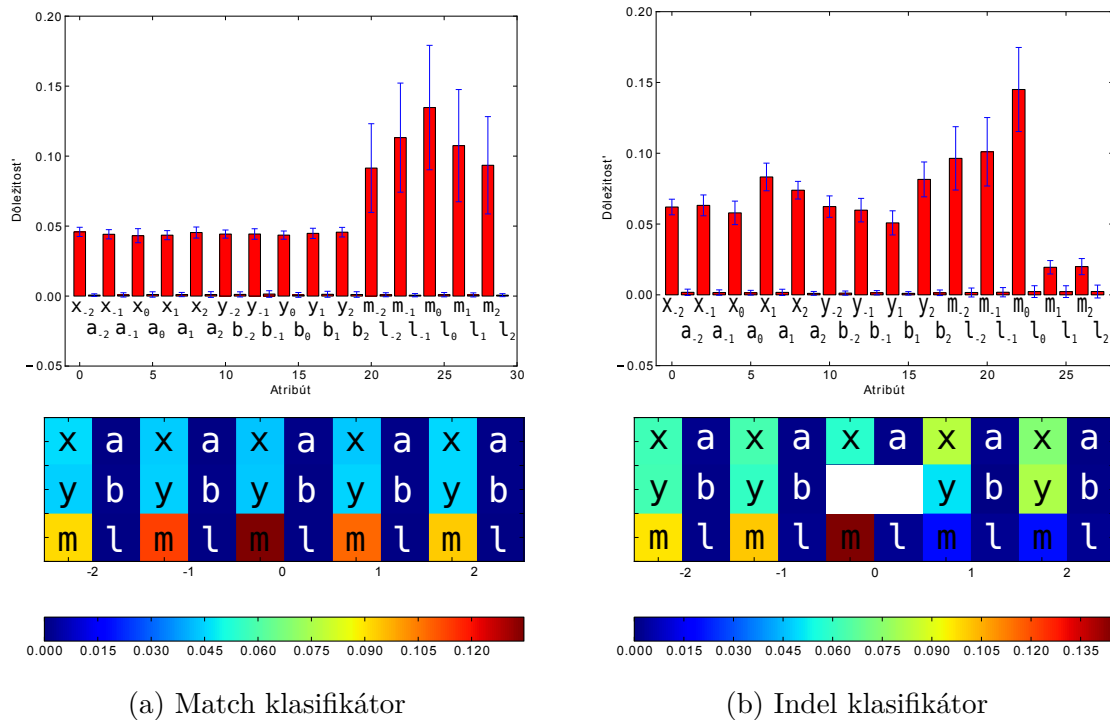 0.20
0.15
0.10
0.05
0.00
−0.05
Dôležitosť
x₋₂ x₋₁ x₀ x₁ x₂ y₋₂ y₋₁ y₀ y₁ y₂ m₋₂ m₋₁ m₀ m₁ m₂
a₋₂ a₋₁ a₀ a₁ a₂ b₋₂ b₋₁ b₀ b₁ b₂ l₋₂ l₋₁ l₀ l₁ l₂
0 5 10 15 20 25 30
Atribút
x a x a x a x a x a
y b y b y b y b y b
m l m l m l m l m l
-2 -1 0 1 2
0.000 0.015 0.030 0.045 0.060 0.075 0.090 0.105 0.120
(a) Match klasifikátor
0.20
0.15
0.10
0.05
0.00
−0.05
Dôležitosť
x₋₂ x₋₁ x₀ x₁ x₂ y₋₂ y₋₁ y₁ y₂ m₋₂ m₋₁ m₀ m₁ m₂
a₋₂ a₋₁ a₀ a₁ a₂ b₋₂ b₋₁ b₁ b₂ l₋₂ l₋₁ l₀ l₁ l₂
0 5 10 15 20 25
Atribút
x a x a x a x a x a
y b y b y b y b
m l m l m l m l m l
-2 -1 0 1 2
0.000 0.015 0.030 0.045 0.060 0.075 0.090 0.105 0.120 0.135
(b) Indel klasifikátor